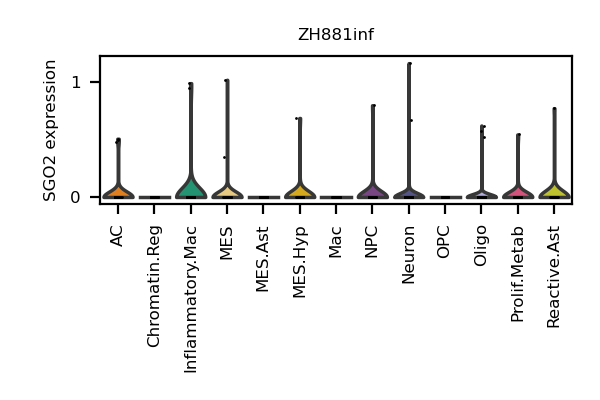 ZH881inf
SGO2 expression
1
0
AC
Chromatin.Reg
Inflammatory.Mac
MES
MES.Ast
MES.Hyp
Mac
NPC
Neuron
OPC
Oligo
Prolif.Metab
Reactive.Ast